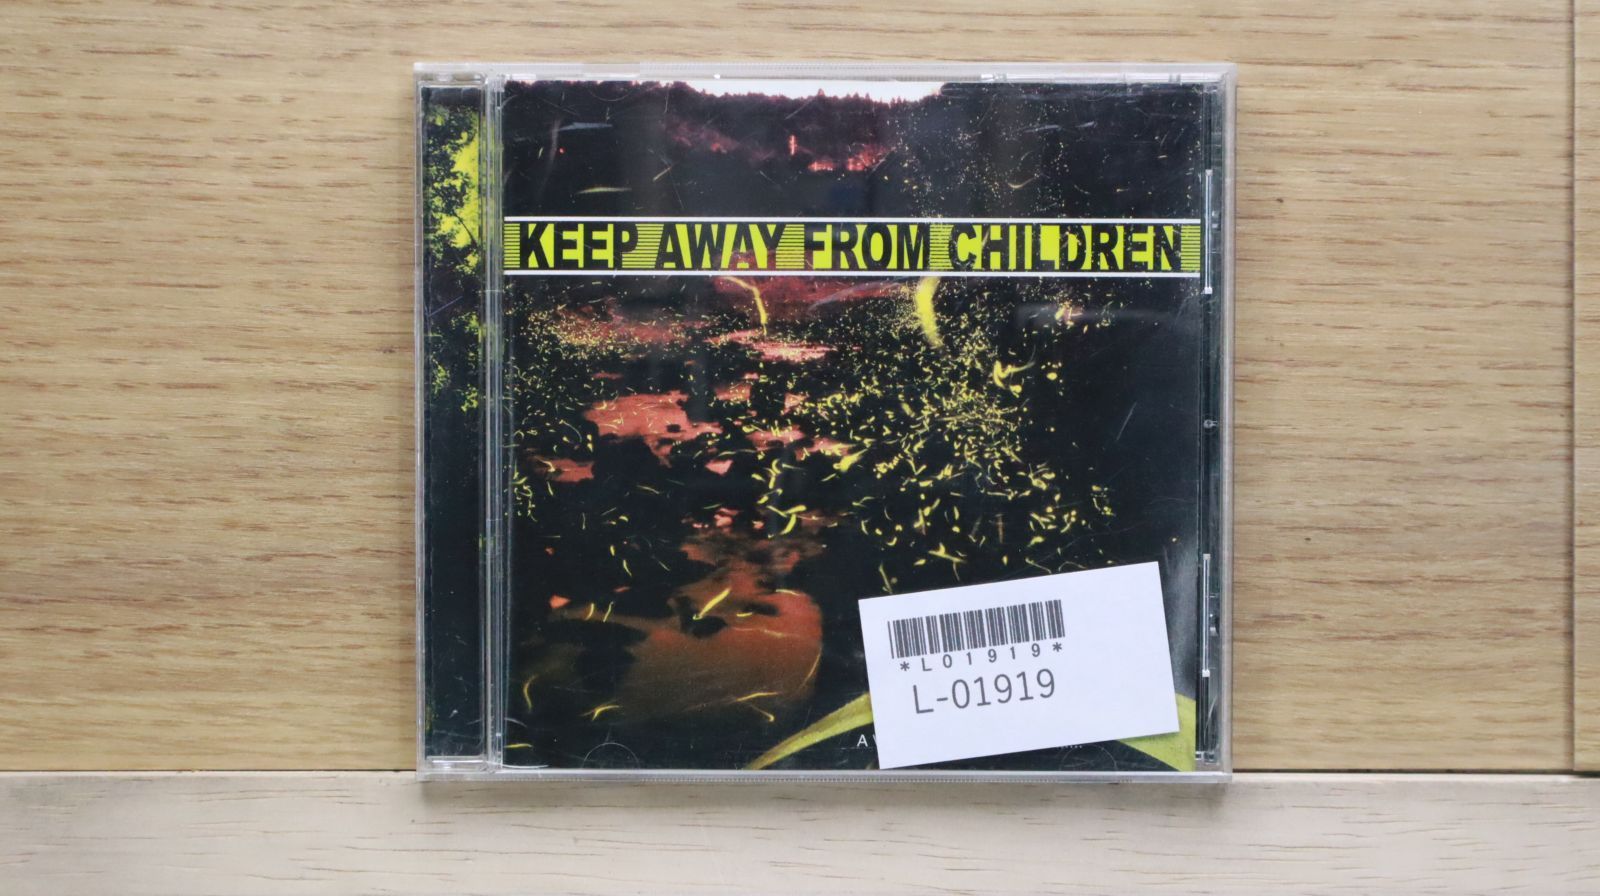 KEEP AWAY FROM CHILDREN
*L01919*
L-01919